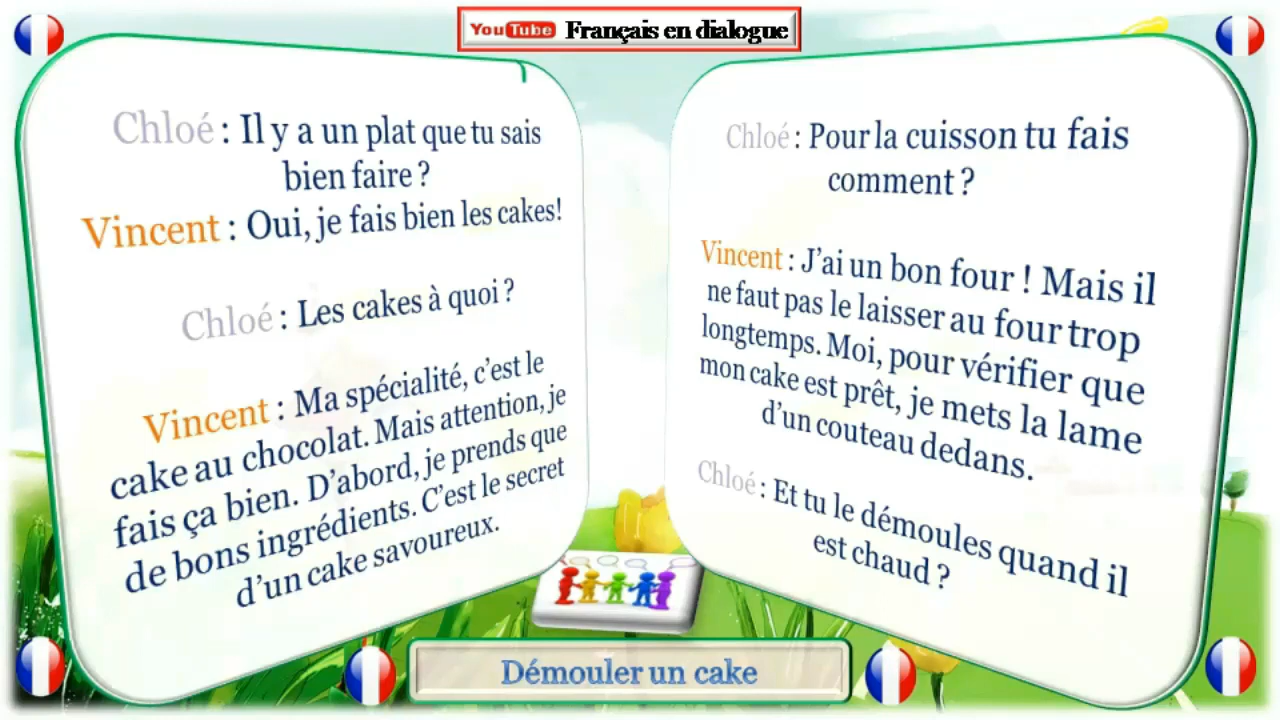 YouTube Français en dialogue
Chloé : Il y a un plat que tu sais
bien faire ?
Vincent : Oui, je fais bien les cakes!
Chloé : Les cakes à quoi ?
Vincent : Ma spécialité, c’est le
cake au chocolat. Mais attention, je
fais ça bien. D’abord, je prends que
de bons ingrédients. C’est le secret
d’un cake savoureux.
Chloé : Pour la cuisson tu fais
comment ?
Vincent : J’ai un bon four ! Mais il
ne faut pas le laisser au four trop
longtemps. Moi, pour vérifier que
mon cake est prêt, je mets la lame
d’un couteau dedans.
Chloé : Et tu le démoules quand il
est chaud ?
Démouler un cake